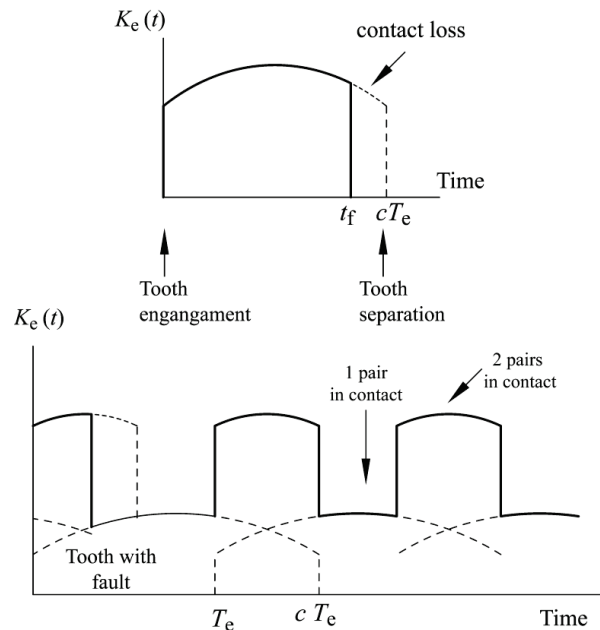 K_e (t)
contact loss
Time
t_f
cT_e
Tooth
engangament
Tooth
separation
K_e (t)
1 pair
in contact
2 pairs
in contact
Tooth with
fault
T_e
c T_e
Time